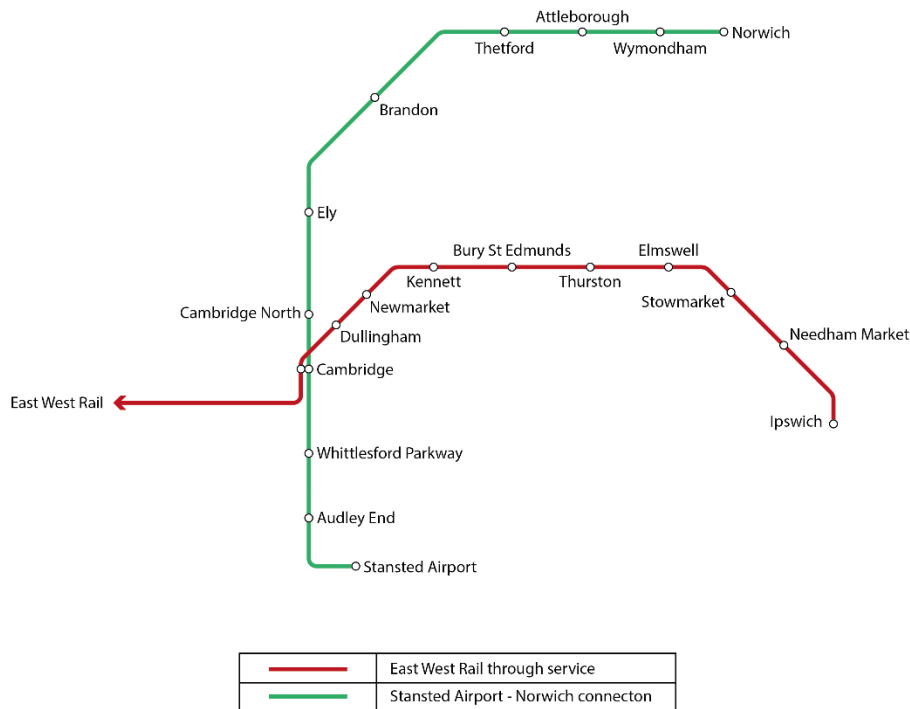 Attleborough
Norwich
Thetford
Wymondham
Brandon
Ely
Bury St Edmunds
Elmswell
Kennett
Thurston
Newmarket
Stowmarket
Cambridge North
Dullingham
Needham Market
Cambridge
East West Rail
Ipswich
Whittlesford Parkway
Audley End
Stansted Airport
East West Rail through service
Stansted Airport - Norwich connecton